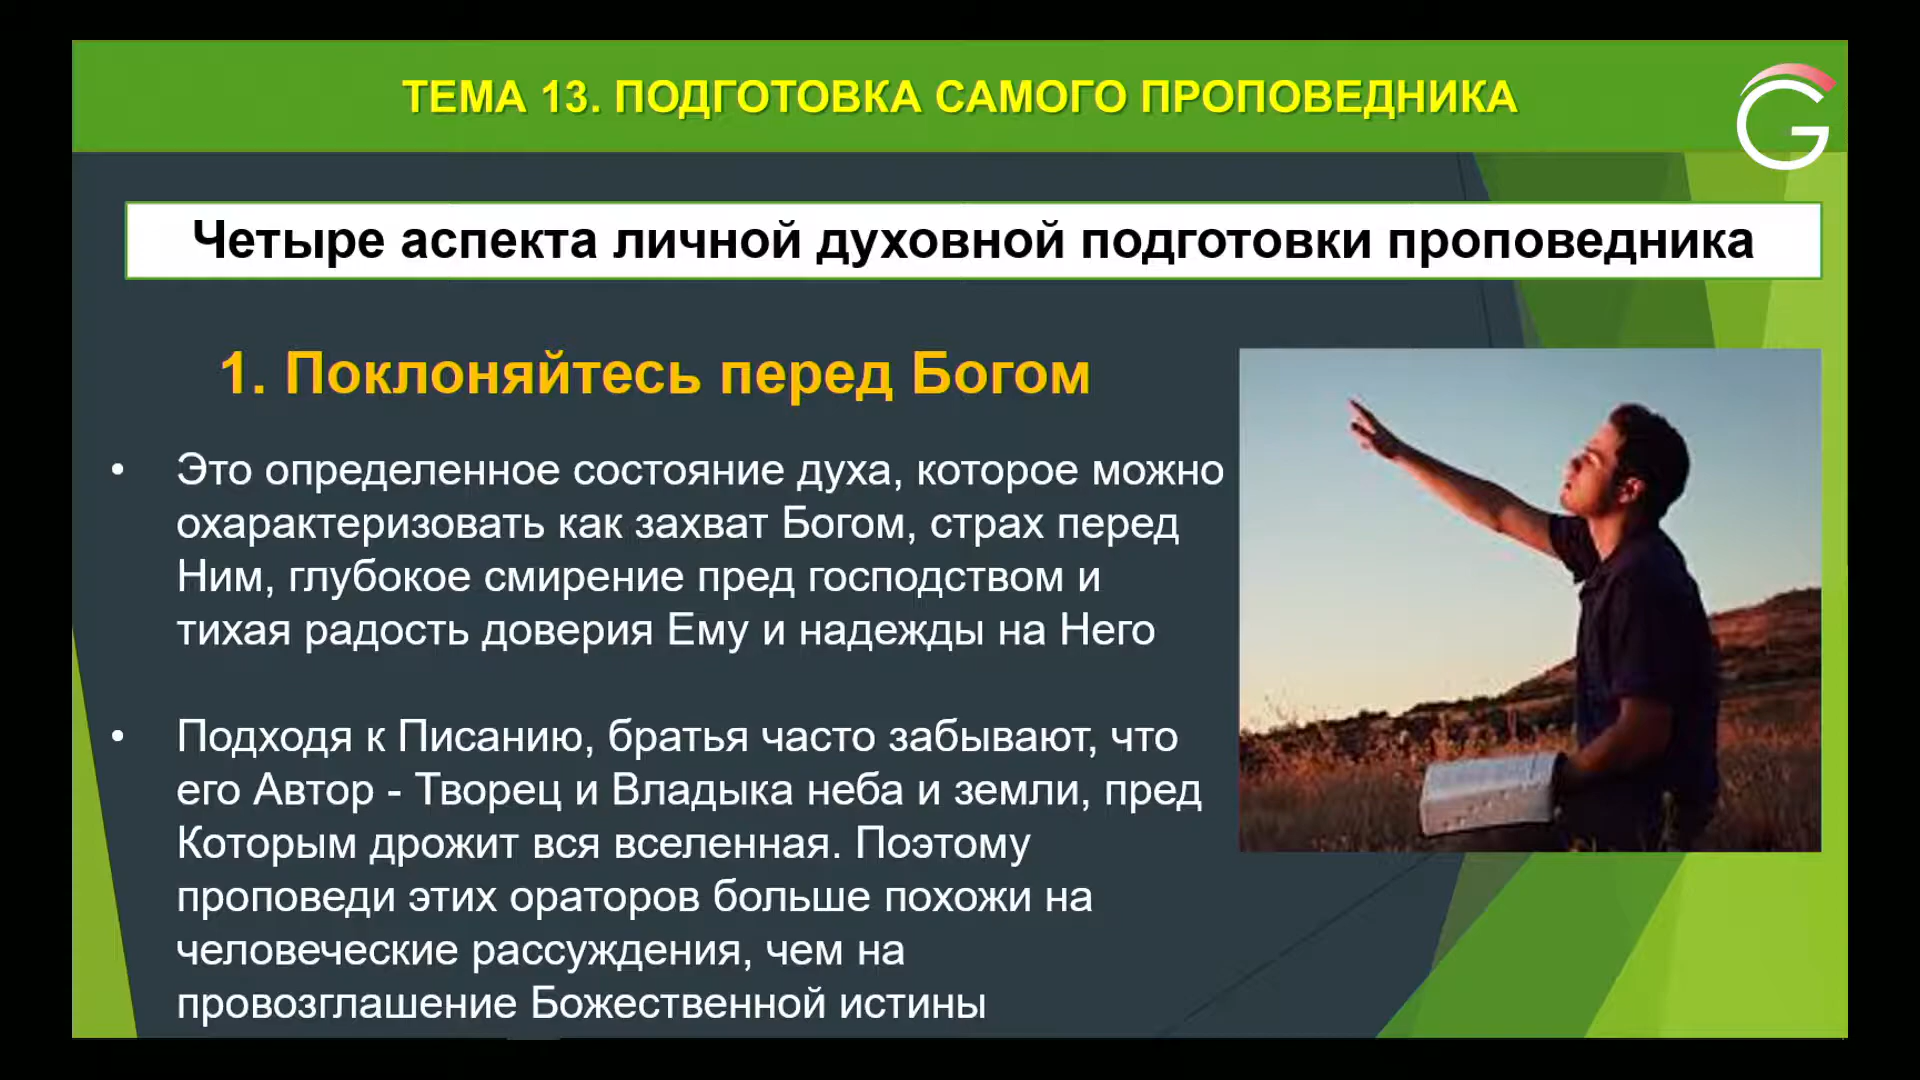 ТЕМА 13. ПОДГОТОВКА САМОГО ПРОПОВЕДНИКА
G
Четыре аспекта личной духовной подготовки проповедника
1. Поклоняйтесь перед Богом
• Это определенное состояние духа, которое можно
охарактеризовать как захват Богом, страх перед
Ним, глубокое смирение пред господством и
тихая радость доверия Ему и надежды на Него
• Подходя к Писанию, братья часто забывают, что
его Автор - Творец и Владыка неба и земли, пред
Которым дрожит вся вселенная. Поэтому
проповеди этих ораторов больше похожи на
человеческие рассуждения, чем на
провозглашение Божественной истины